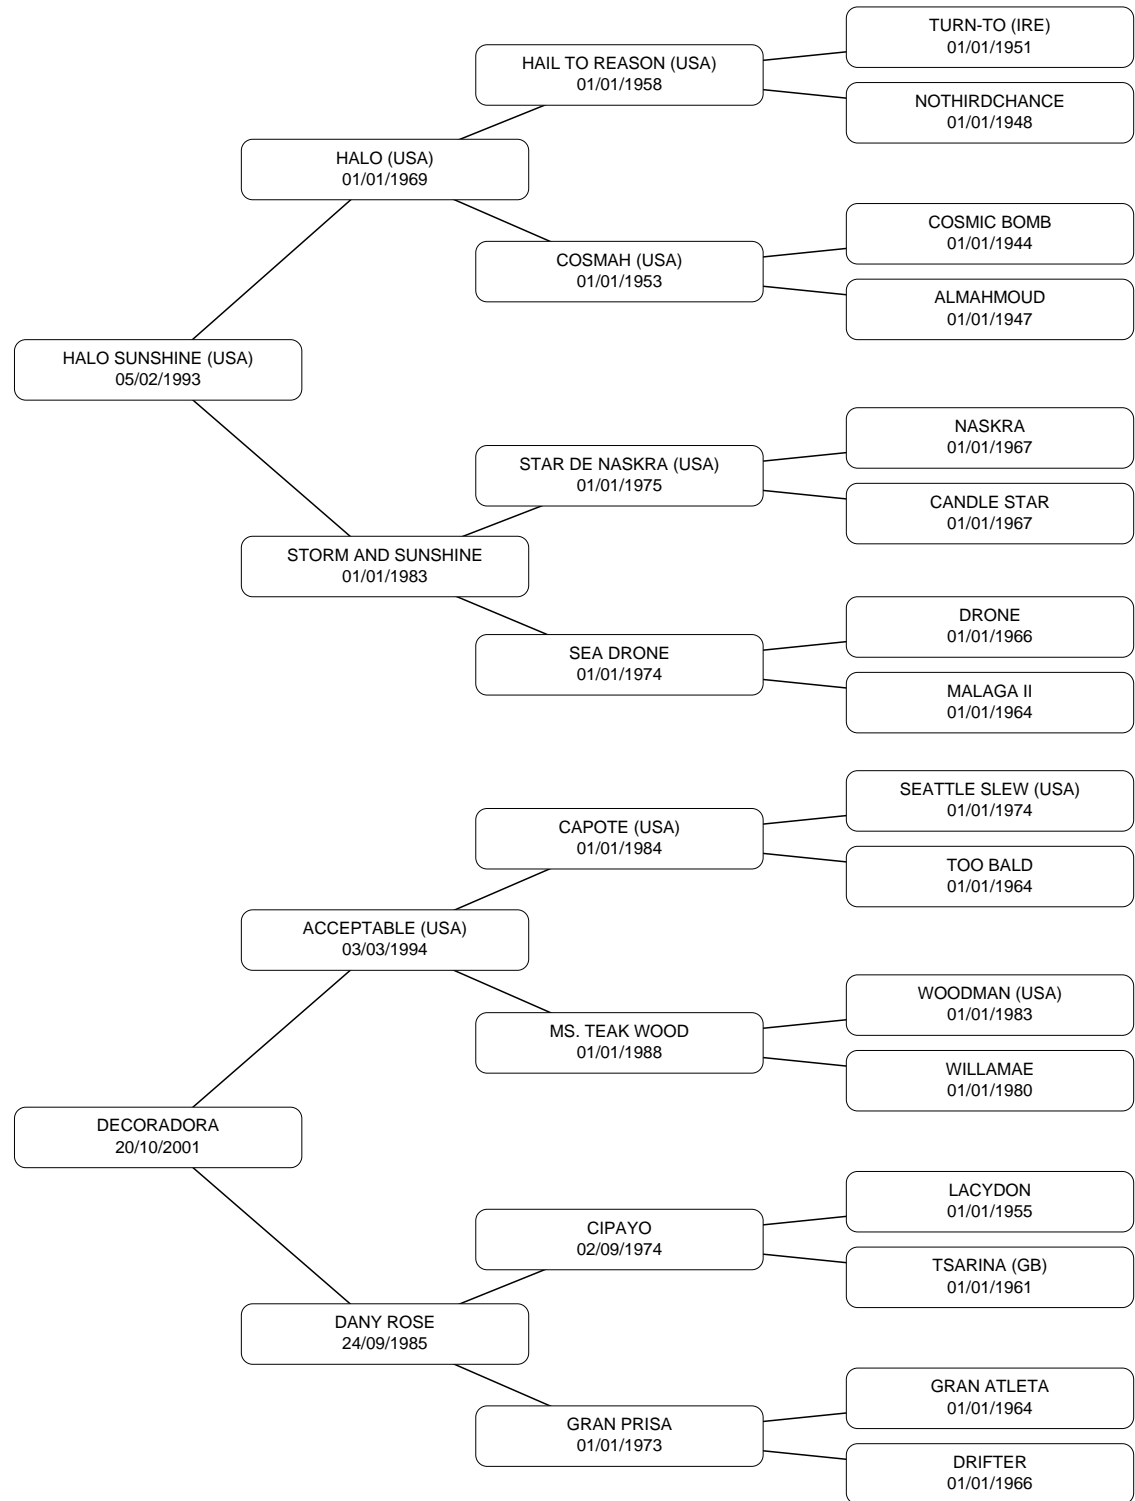 TURN-TO (IRE)
01/01/1951
HAIL TO REASON (USA)
01/01/1958
NOTHIRDCHANCE
01/01/1948
HALO (USA)
01/01/1969
COSMIC BOMB
01/01/1944
COSMAH (USA)
01/01/1953
ALMAHMOUD
01/01/1947
HALO SUNSHINE (USA)
05/02/1993
NASKRA
01/01/1967
STAR DE NASKRA (USA)
01/01/1975
CANDLE STAR
01/01/1967
STORM AND SUNSHINE
01/01/1983
DRONE
01/01/1966
SEA DRONE
01/01/1974
MALAGA II
01/01/1964
SEATTLE SLEW (USA)
01/01/1974
CAPOTE (USA)
01/01/1984
TOO BALD
01/01/1964
ACCEPTABLE (USA)
03/03/1994
WOODMAN (USA)
01/01/1983
MS. TEAK WOOD
01/01/1988
WILLAMAE
01/01/1980
DECORADORA
20/10/2001
LACYDON
01/01/1955
CIPAYO
02/09/1974
TSARINA (GB)
01/01/1961
DANY ROSE
24/09/1985
GRAN ATLETA
01/01/1964
GRAN PRISA
01/01/1973
DRIFTER
01/01/1966